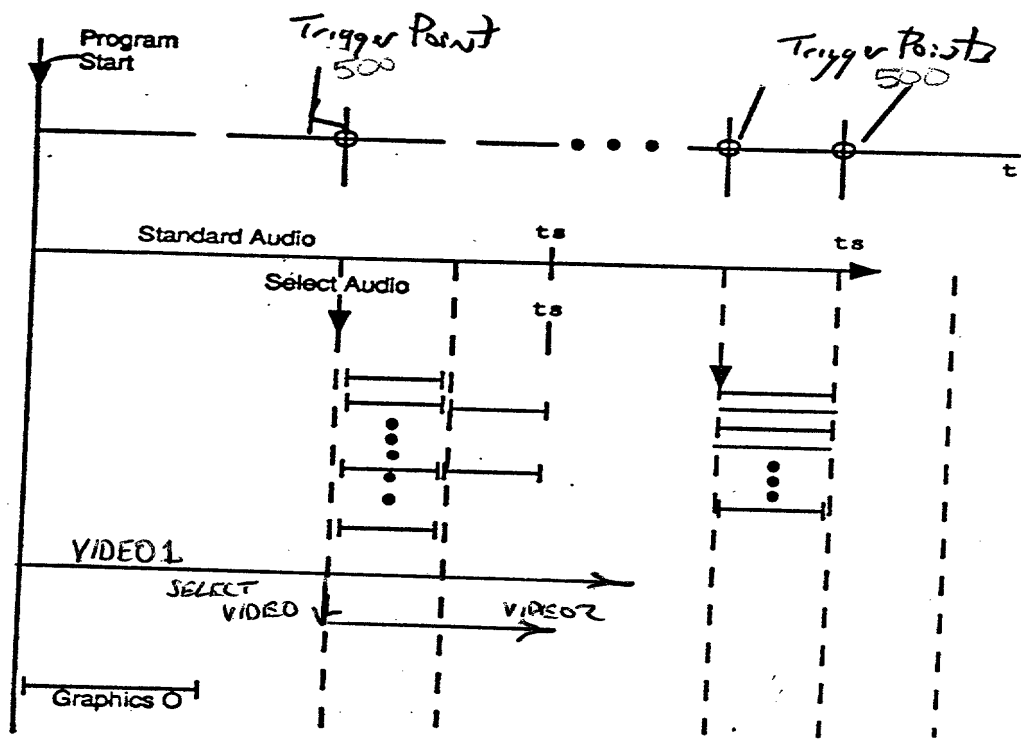 Program
Start
Trigger Point
500
Trigger Points
500
t
Standard Audio
ts
ts
Select Audio
ts
VIDEO 1
SELECT
VIDEO
VIDEO 2
Graphics O